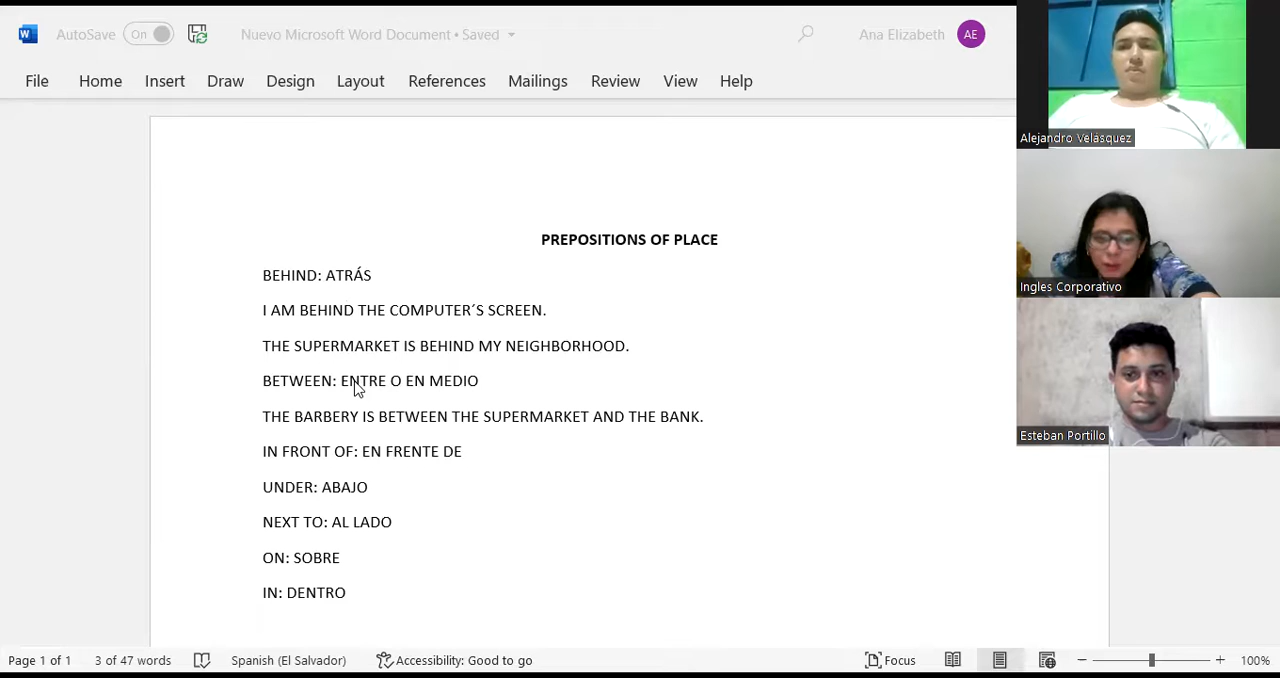 AutoSave On Nuevo Microsoft Word Document • Saved Ana Elizabeth AE
File Home Insert Draw Design Layout References Mailings Review View Help
Alejandro Velásquez
Ingles Corporativo
Esteban Portillo
PREPOSITIONS OF PLACE
BEHIND: ATRÁS
I AM BEHIND THE COMPUTER´S SCREEN.
THE SUPERMARKET IS BEHIND MY NEIGHBORHOOD.
BETWEEN: ENTRE O EN MEDIO
THE BARBERY IS BETWEEN THE SUPERMARKET AND THE BANK.
IN FRONT OF: EN FRENTE DE
UNDER: ABAJO
NEXT TO: AL LADO
ON: SOBRE
IN: DENTRO
Page 1 of 1 3 of 47 words Spanish (El Salvador) Accessibility: Good to go Focus 100%